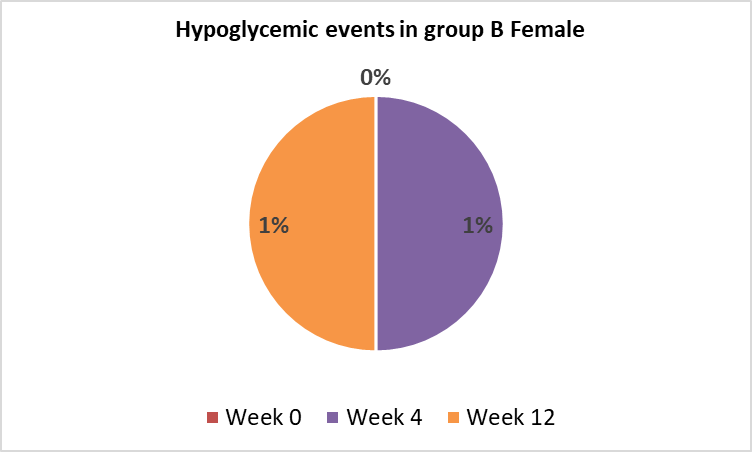 Hypoglycemic events in group B Female
0%
1%
1%
Week 0
Week 4
Week 12